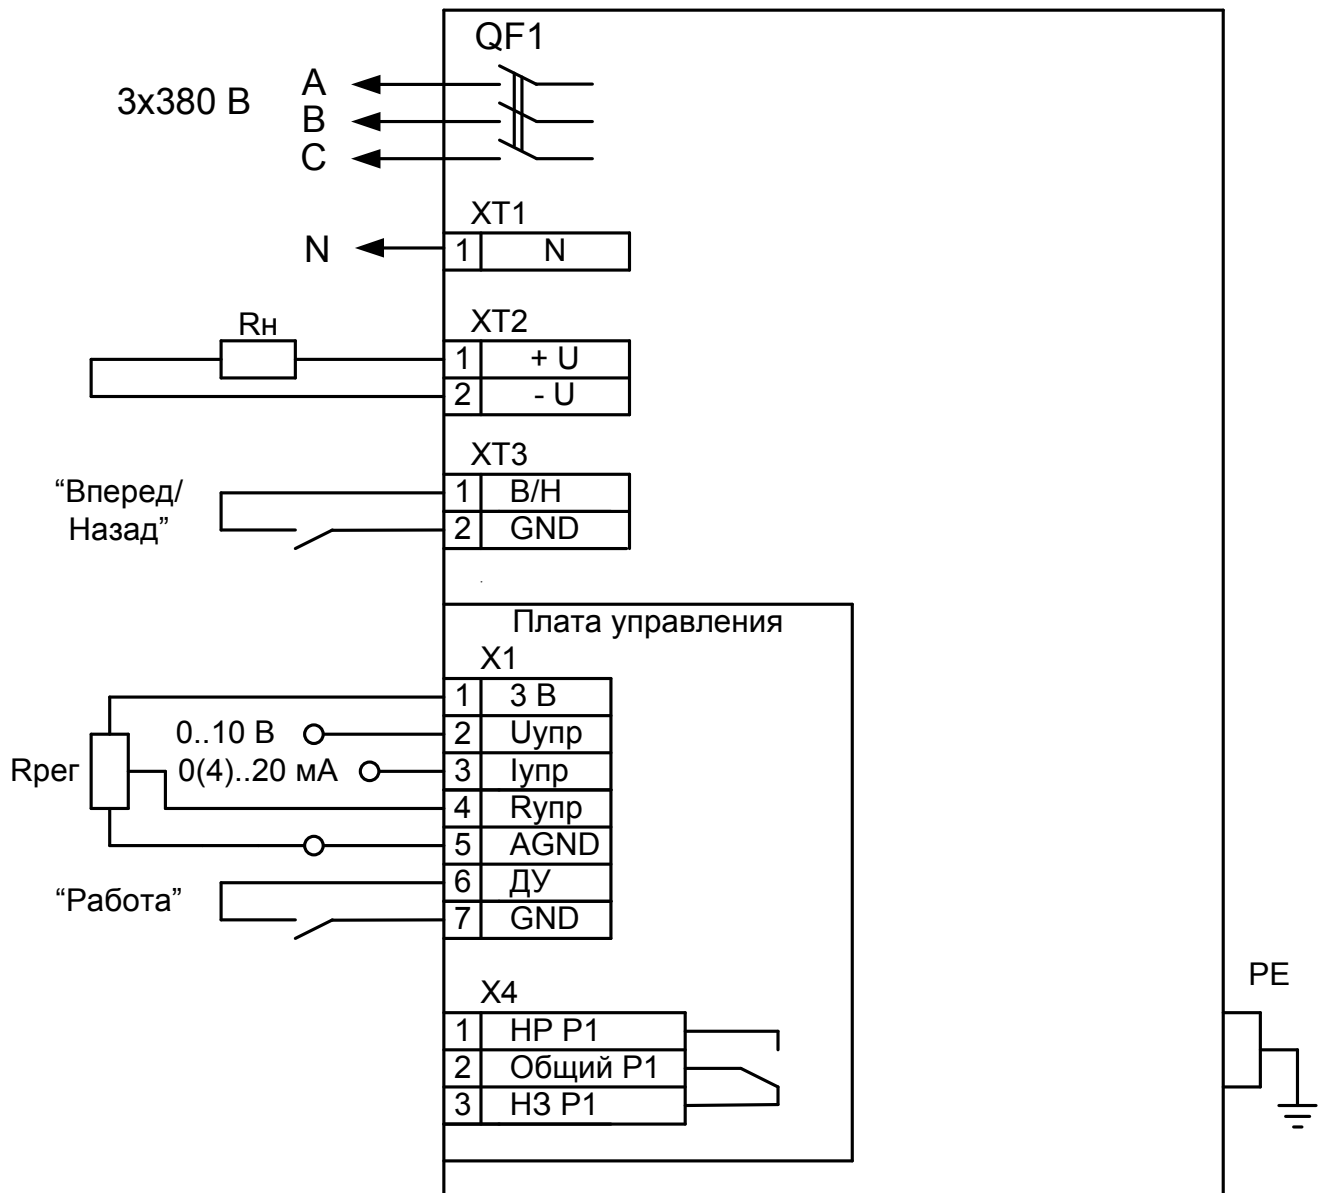 QF1
3x380 В
A
B
C
XT1
N
1 N
Rн
XT2
1 + U
2 - U
XT3
“Вперед/
Назад”
1 В/Н
2 GND
Плата управления
X1
1 3 В
0..10 В 2 Uупр
Rрег 0(4)..20 мА 3 Iупр
4 Rупр
5 AGND
“Работа” 6 ДУ
7 GND
X4
1 НР Р1
2 Общий Р1
3 НЗ Р1
PE